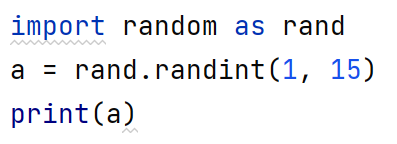 import random as rand
a = rand.randint(1, 15)
print(a)